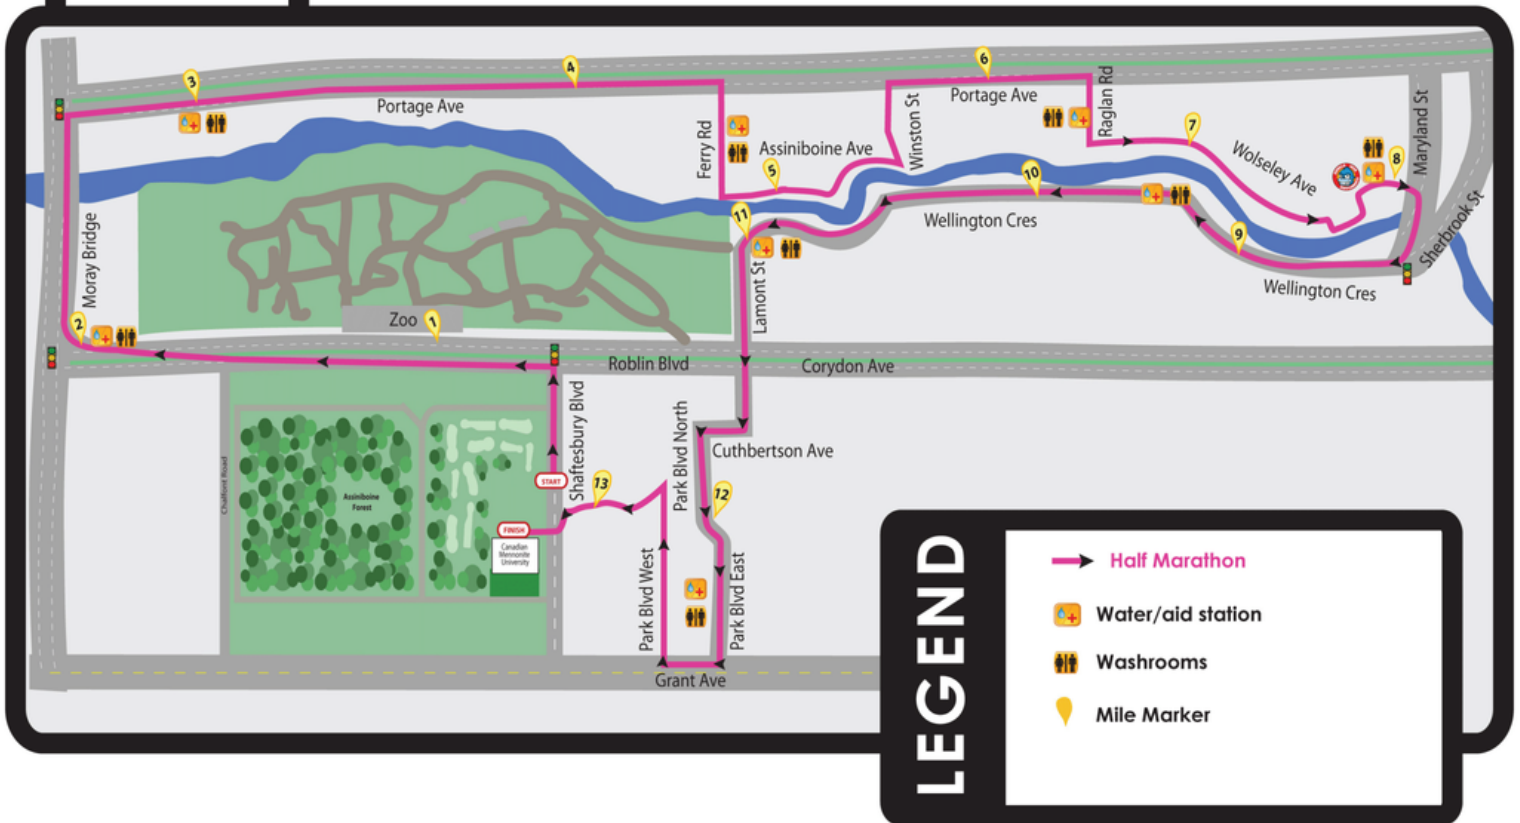 3
4
6
Portage Ave
Portage Ave
Raglan Rd
Winston St
Ferry Rd
Assiniboine Ave
5
7
Wolseley Ave
8
Maryland St
Sherbrook St
10
11
Wellington Cres
9
Wellington Cres
Moray Bridge
Lamont St
2
Zoo
1
Roblin Blvd
Corydon Ave
Shaftesbury Blvd
Park Blvd North
Cuthbertson Ave
Chalfont Road
Assiniboine
Forest
START
13
12
FINISH
Canadian
Mennonite
University
Park Blvd West
Park Blvd East
Grant Ave
LEGEND
Half Marathon
Water/aid station
Washrooms
Mile Marker